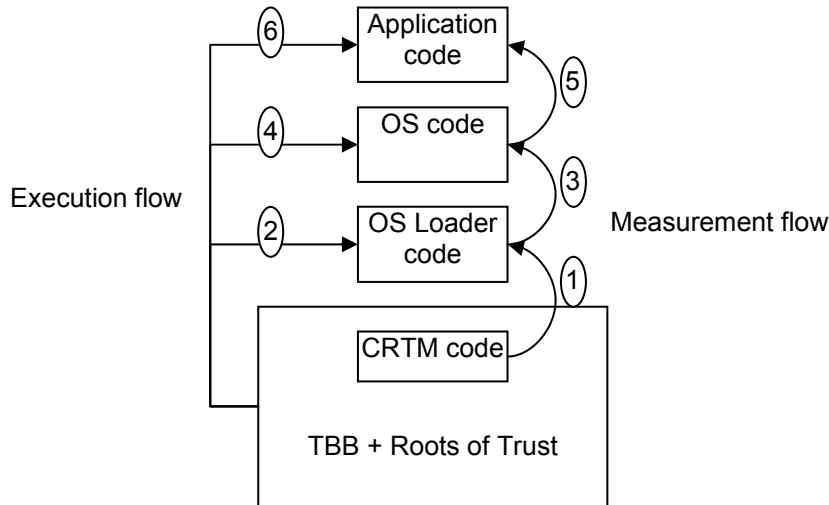 6
Application
code
5
4
OS code
3
Execution flow
2
OS Loader
code
Measurement flow
1
CRTM code
TBB + Roots of Trust